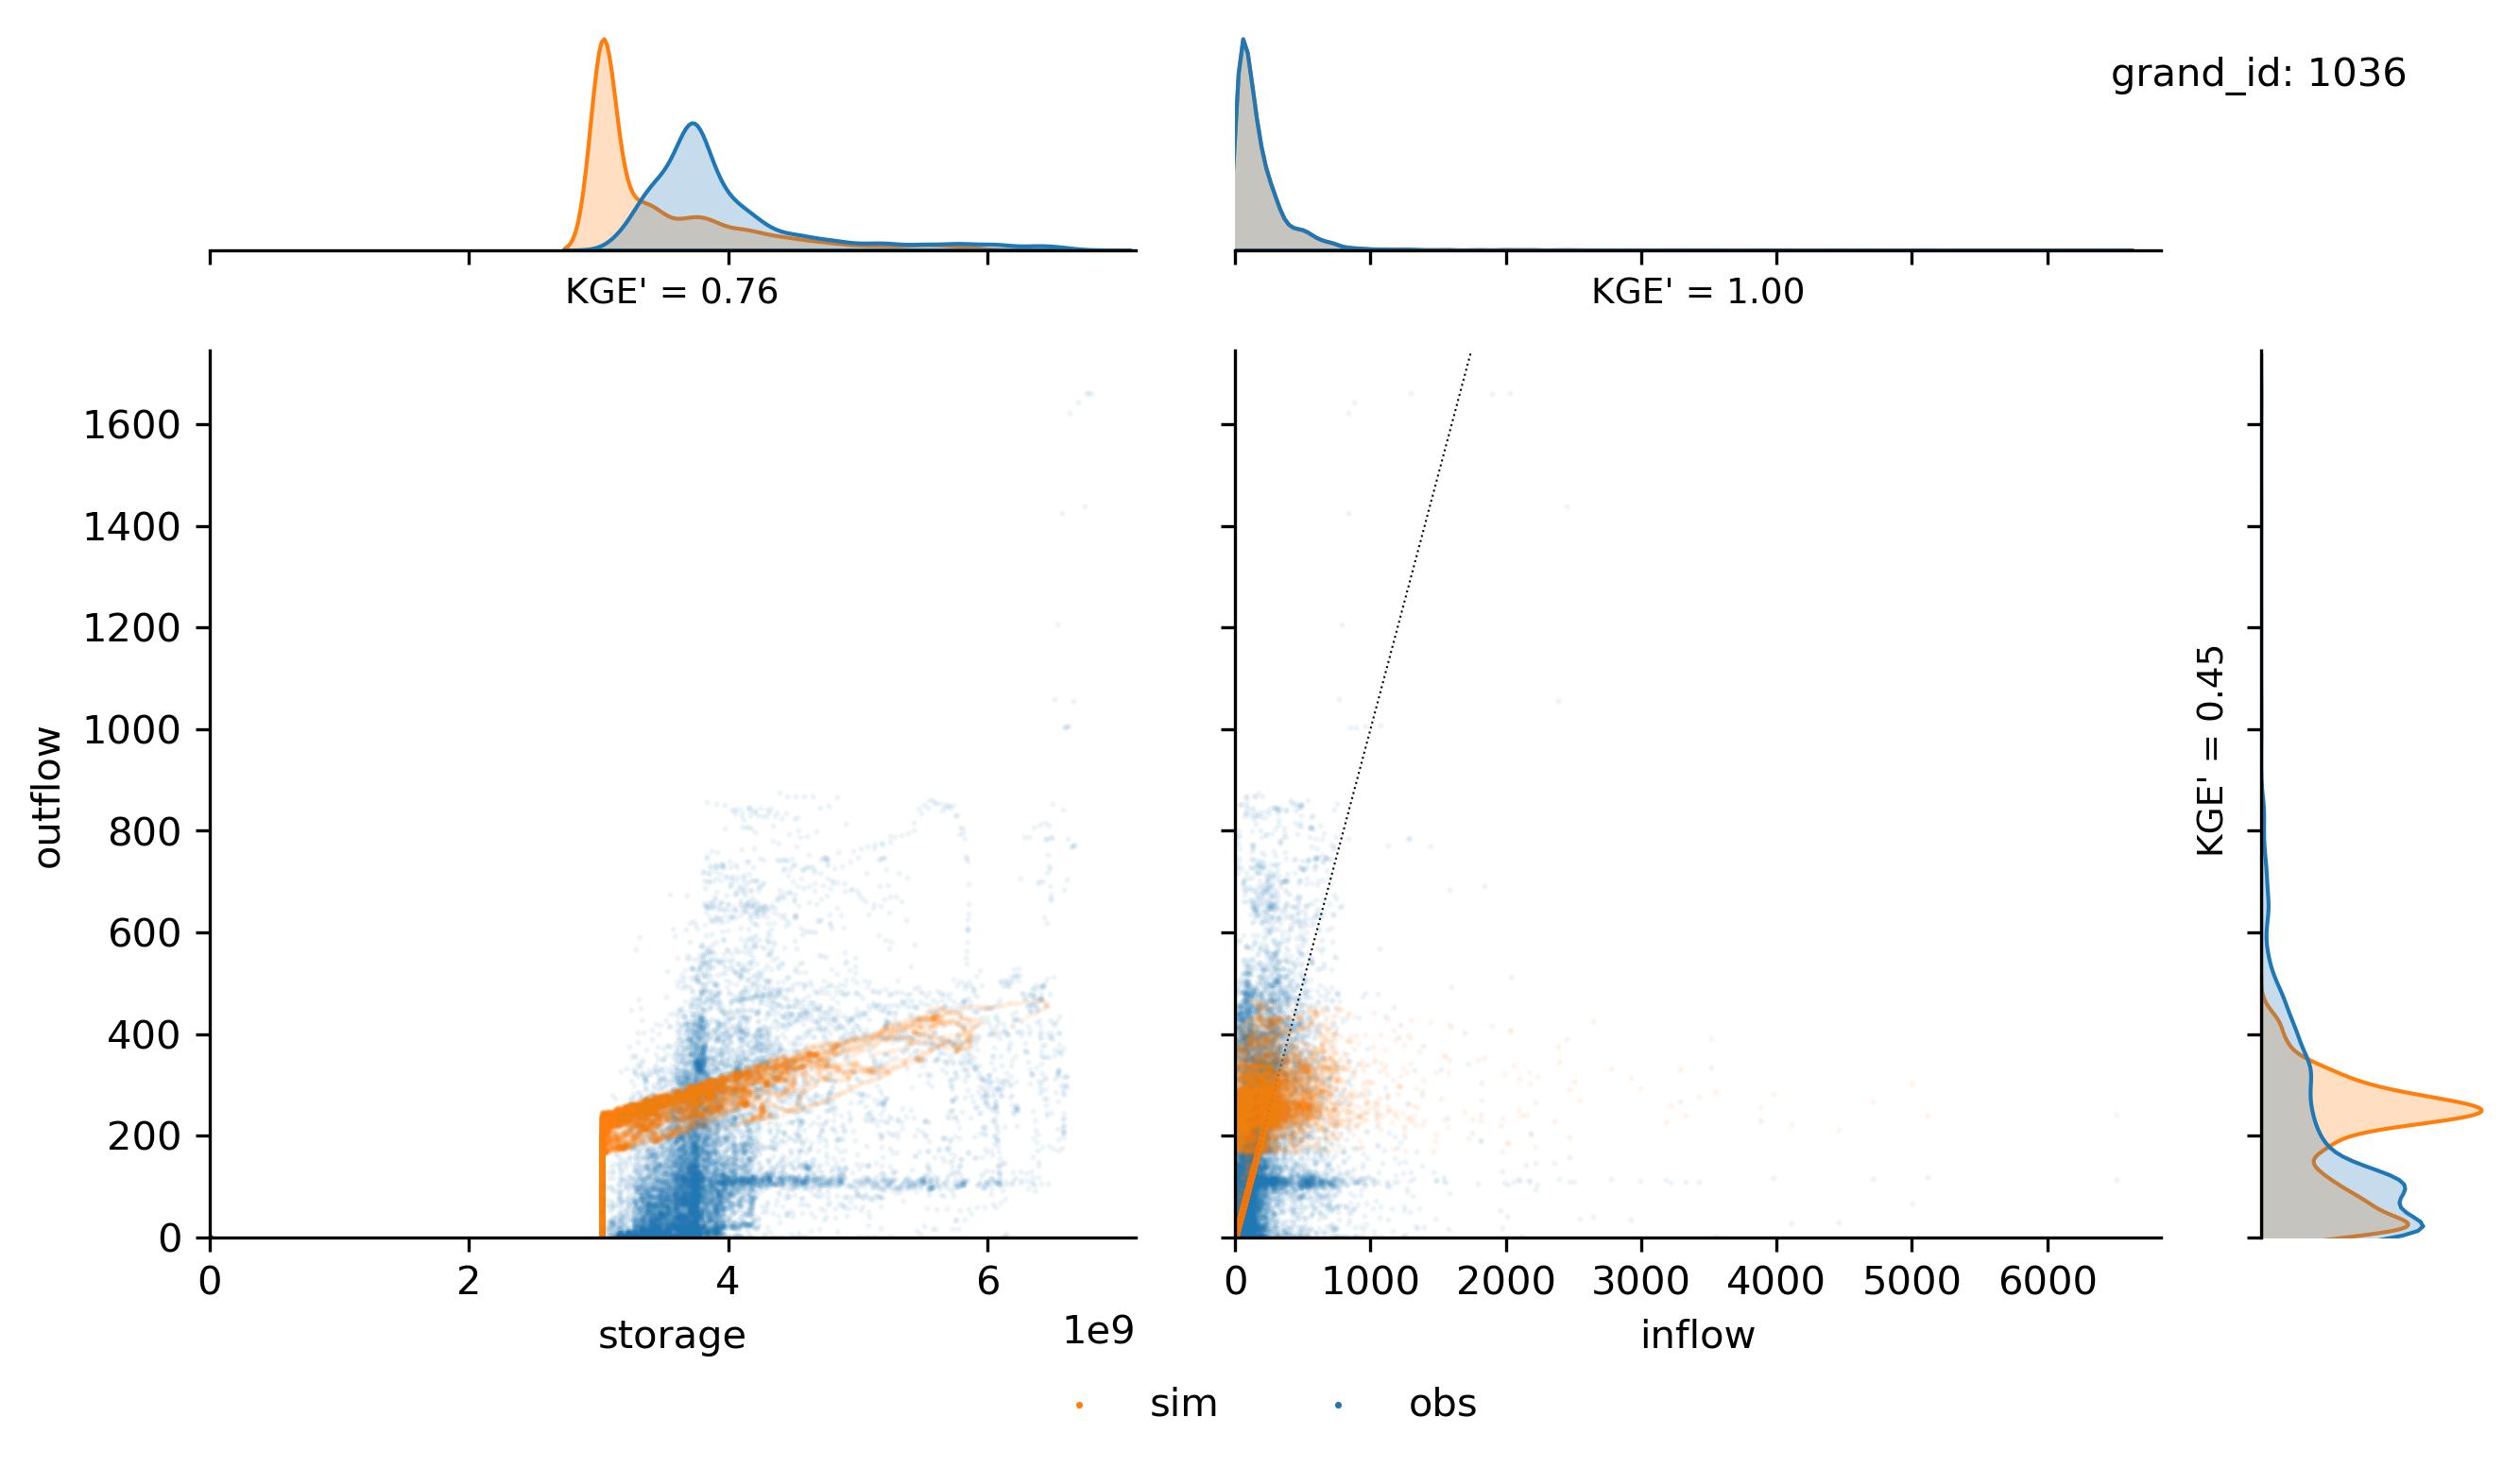 grand_id: 1036
KGE' = 0.76
KGE' = 1.00
outflow
1600
1400
1200
1000
800
600
400
200
0
KGE' = 0.45
0 2 4 6
1e9
storage
0 1000 2000 3000 4000 5000 6000
inflow
sim obs